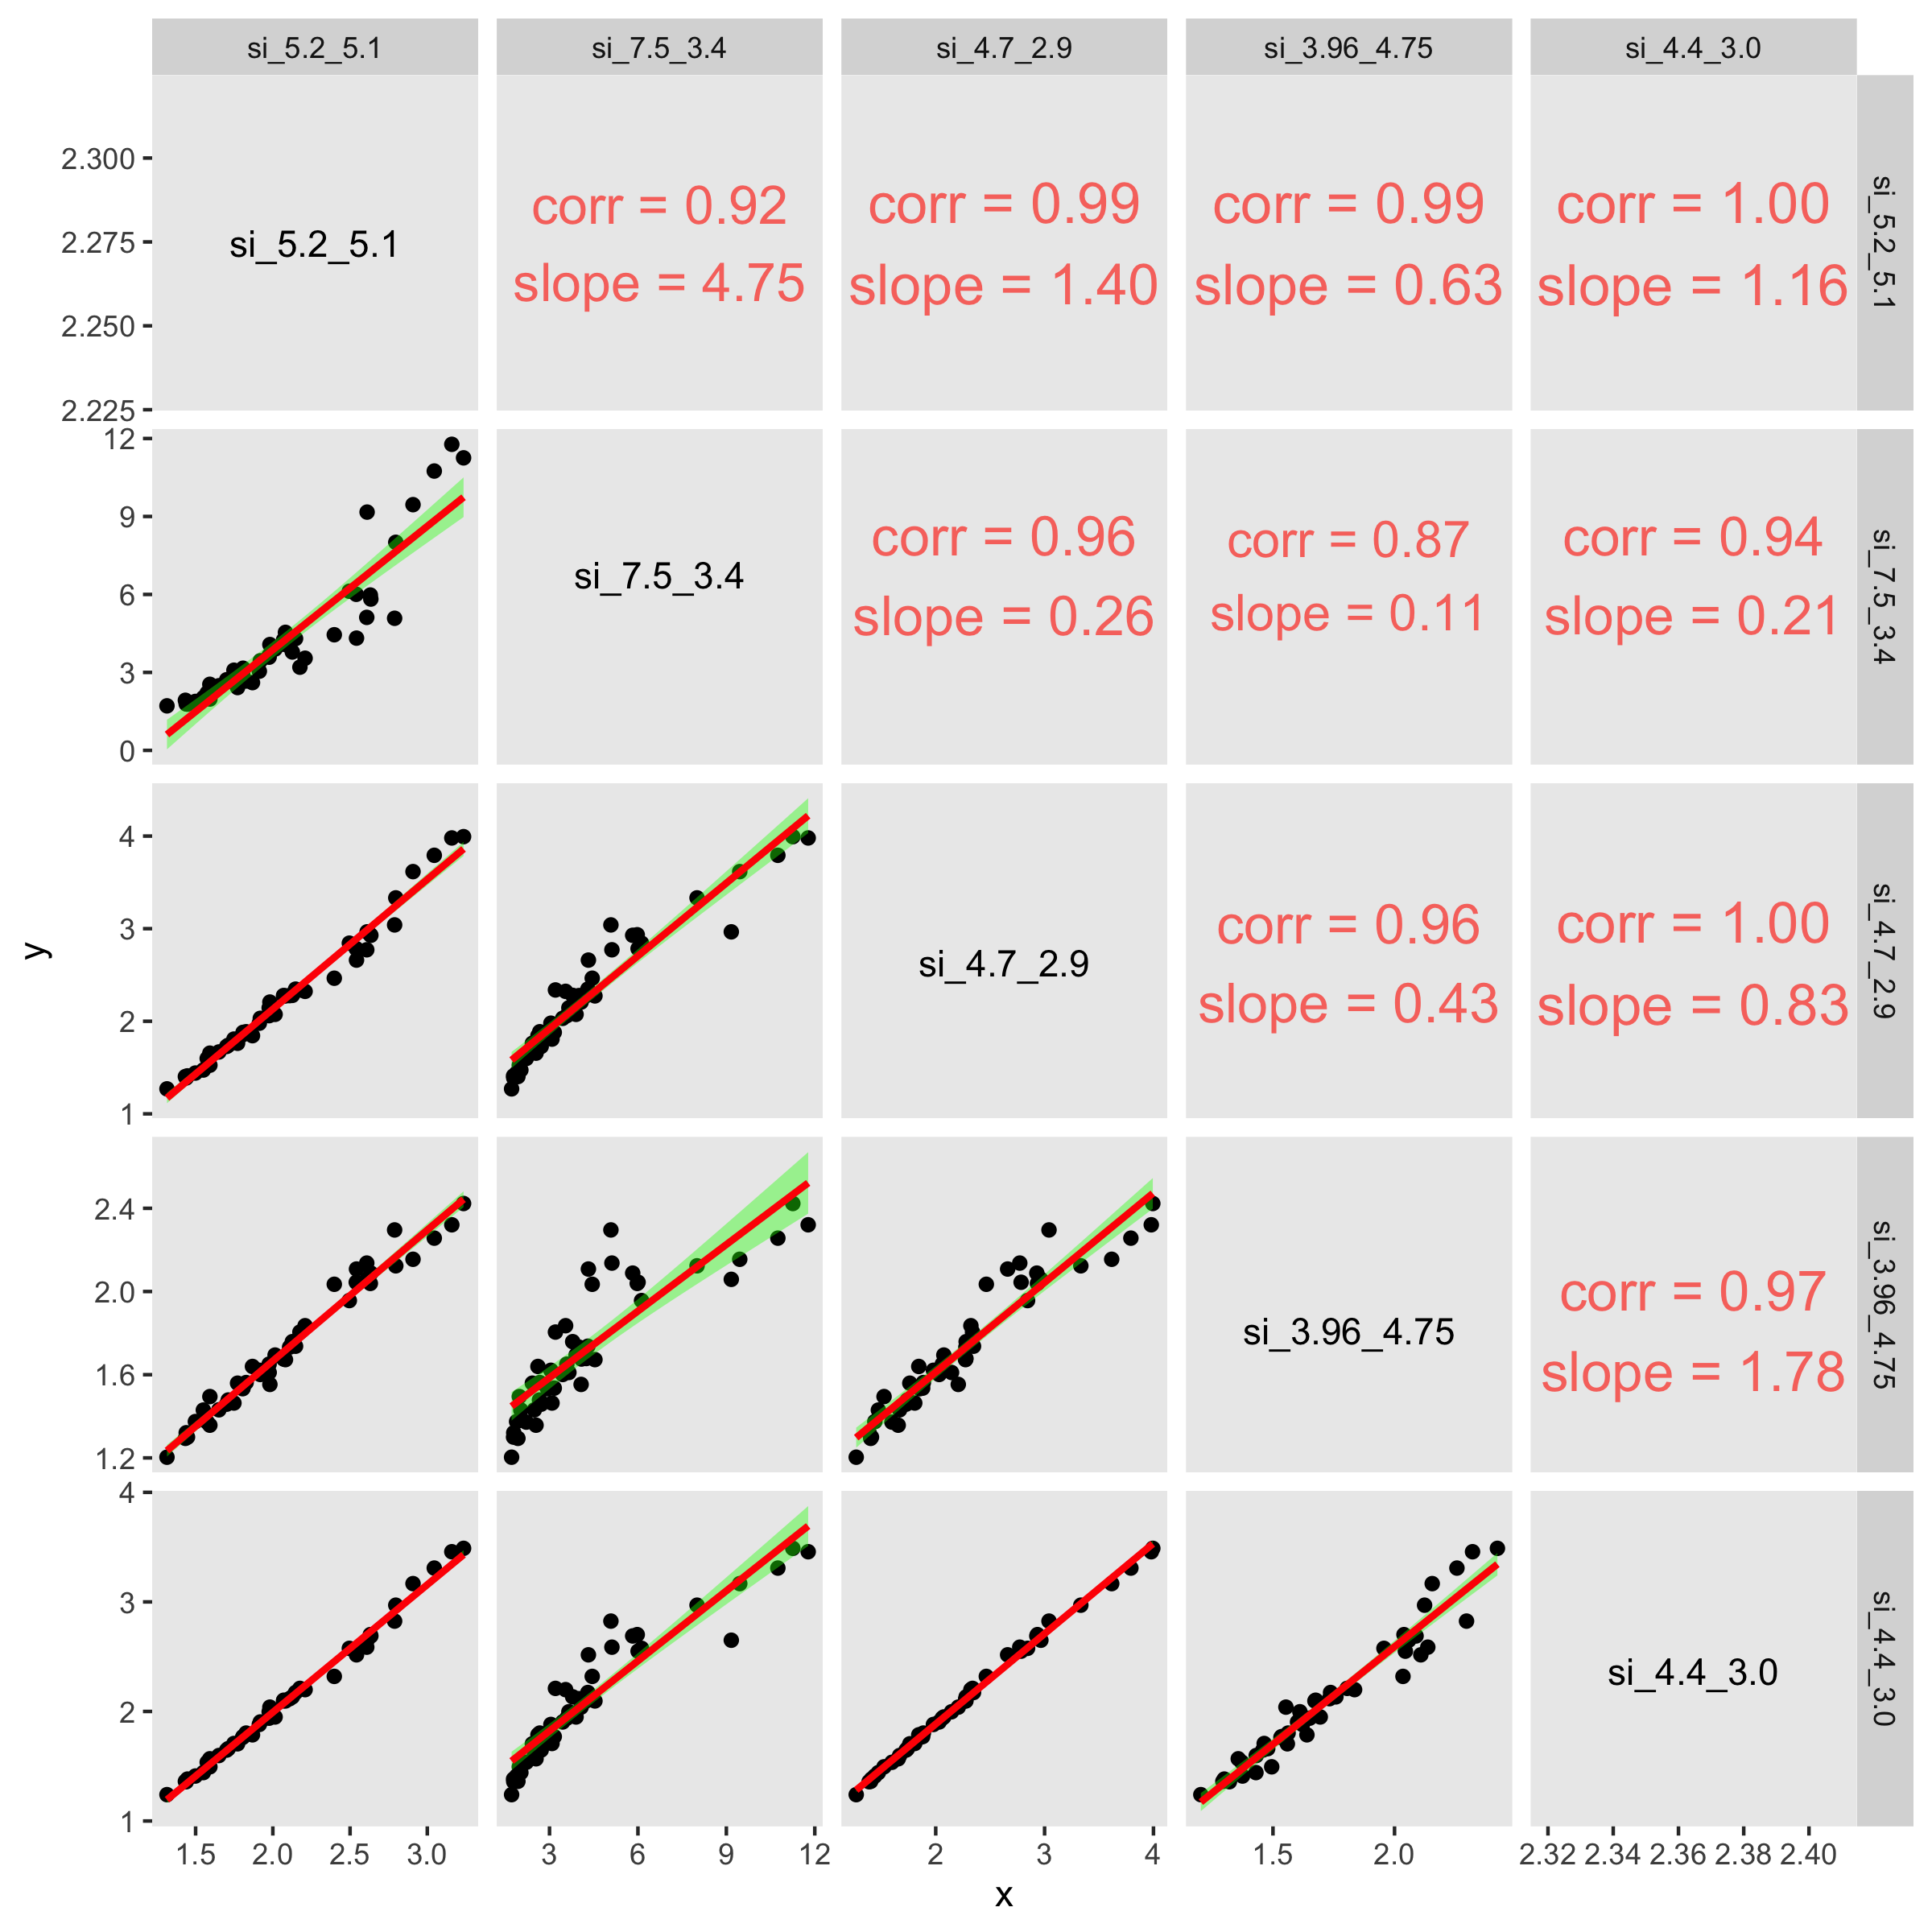 si_5.2_5.1 si_7.5_3.4 si_4.7_2.9 si_3.96_4.75 si_4.4_3.0
2.300
2.275
2.250
2.225
si_5.2_5.1
corr = 0.92
slope = 4.75
corr = 0.99
slope = 1.40
corr = 0.99
slope = 0.63
corr = 1.00
slope = 1.16
si_5.2_5.1
12
9
6
3
0
si_7.5_3.4
corr = 0.96
slope = 0.26
corr = 0.87
slope = 0.11
corr = 0.94
slope = 0.21
si_7.5_3.4
y
4
3
2
1
si_4.7_2.9
corr = 0.96
slope = 0.43
corr = 1.00
slope = 0.83
si_4.7_2.9
2.4
2.0
1.6
1.2
si_3.96_4.75
corr = 0.97
slope = 1.78
si_3.96_4.75
4
3
2
1
si_4.4_3.0
si_4.4_3.0
1.5 2.0 2.5 3.0 3 6 9 12 2 3 4 1.5 2.0 2.32 2.34 2.36 2.38 2.40
x